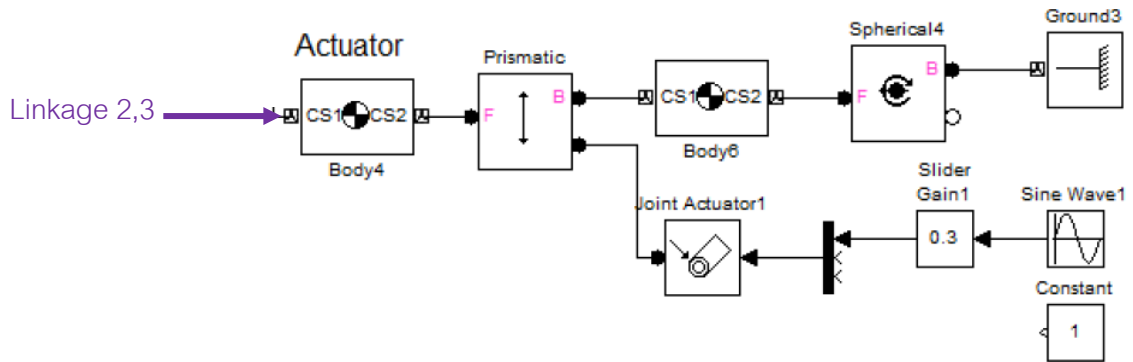 Ground3
Spherical4
Actuator
Prismatic
B
B
Linkage 2,3
CS1 CS2
F
CS1 CS2
F
Body4
Body6
Slider
Gain1
Sine Wave1
Joint Actuator1
0.3
Constant
1